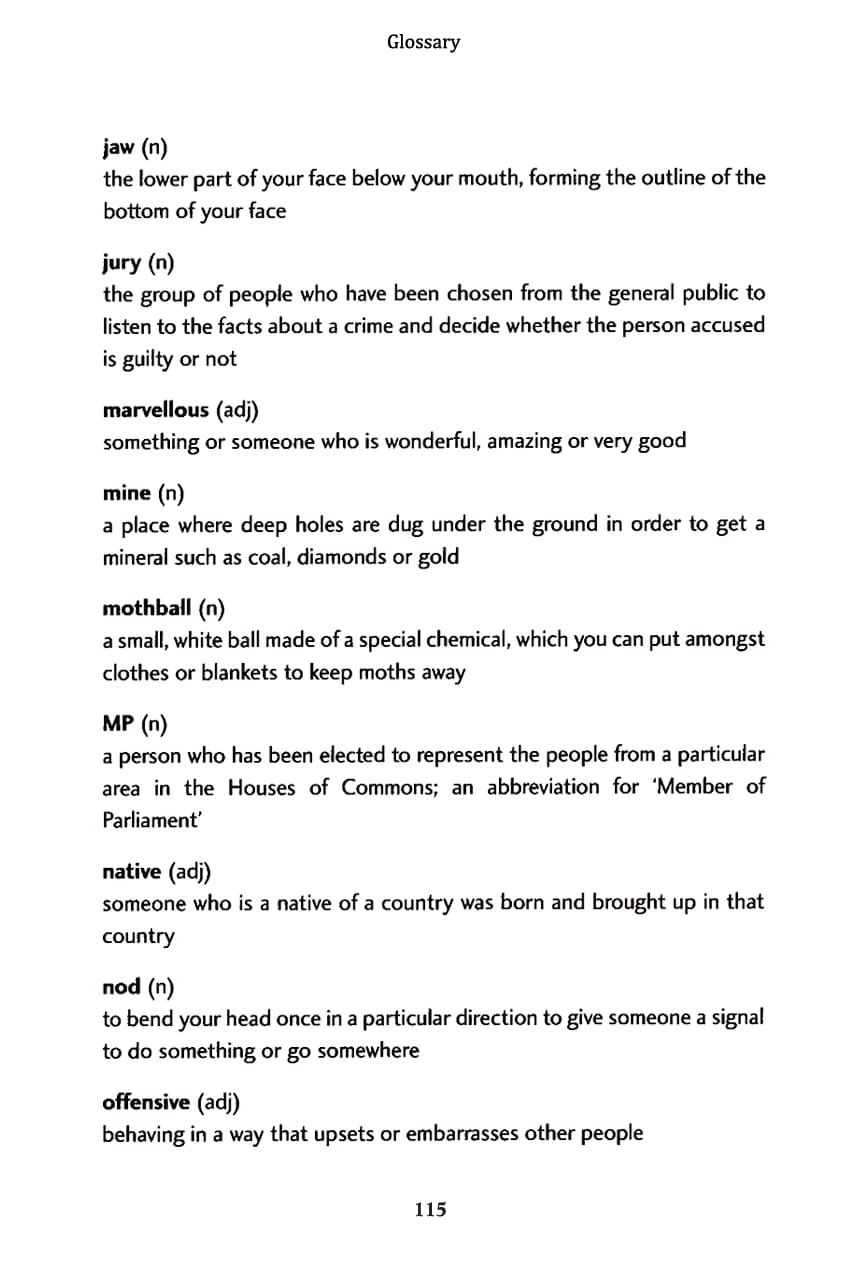 Glossary
jaw (n)
the lower part of your face below your mouth, forming the outline of the
bottom of your face
jury (n)
the group of people who have been chosen from the general public to
listen to the facts about a crime and decide whether the person accused
is guilty or not
marvellous (adj)
something or someone who is wonderful, amazing or very good
mine (n)
a place where deep holes are dug under the ground in order to get a
mineral such as coal, diamonds or gold
mothball (n)
a small, white ball made of a special chemical, which you can put amongst
clothes or blankets to keep moths away
MP (n)
a person who has been elected to represent the people from a particular
area in the Houses of Commons; an abbreviation for ‘Member of
Parliament’
native (adj)
someone who is a native of a country was born and brought up in that
country
nod (n)
to bend your head once in a particular direction to give someone a signal
to do something or go somewhere
offensive (adj)
behaving in a way that upsets or embarrasses other people
115